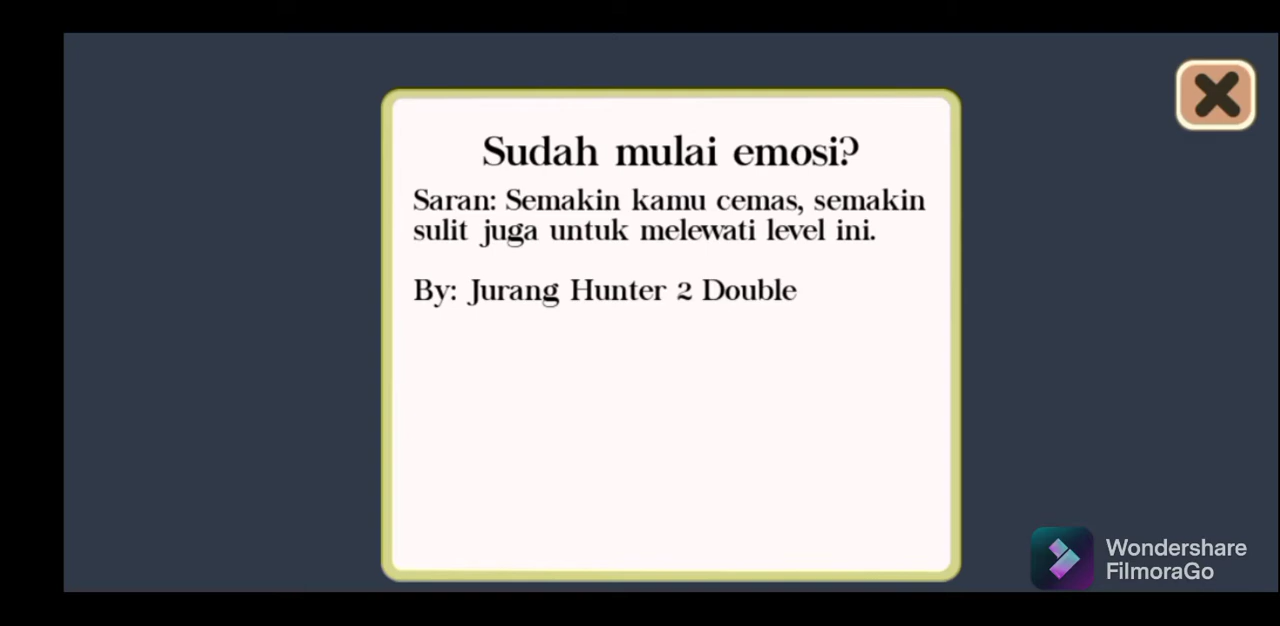 Sudah mulai emosi?
Saran: Semakin kamu cemas, semakin
sulit juga untuk melewati level ini.
By: Jurang Hunter 2 Double
Wondershare
FilmoraGo